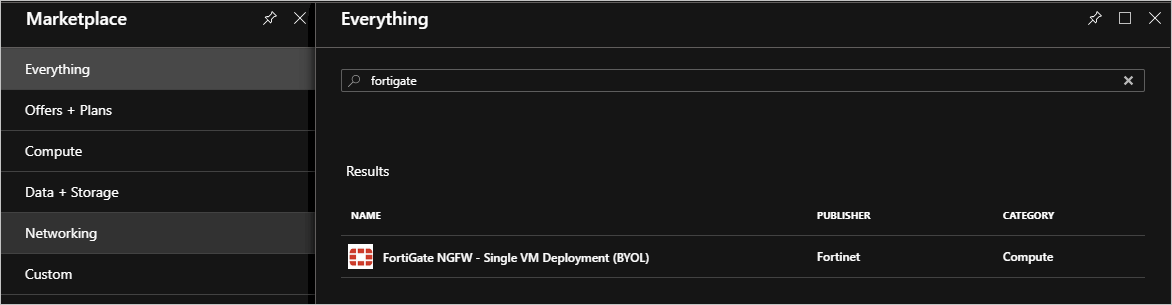 Marketplace
Everything
Offers + Plans
Compute
Data + Storage
Networking
Custom
Everything
fortigate
Results
NAME PUBLISHER CATEGORY
FortiGate NGFW - Single VM Deployment (BYOL) Fortinet Compute